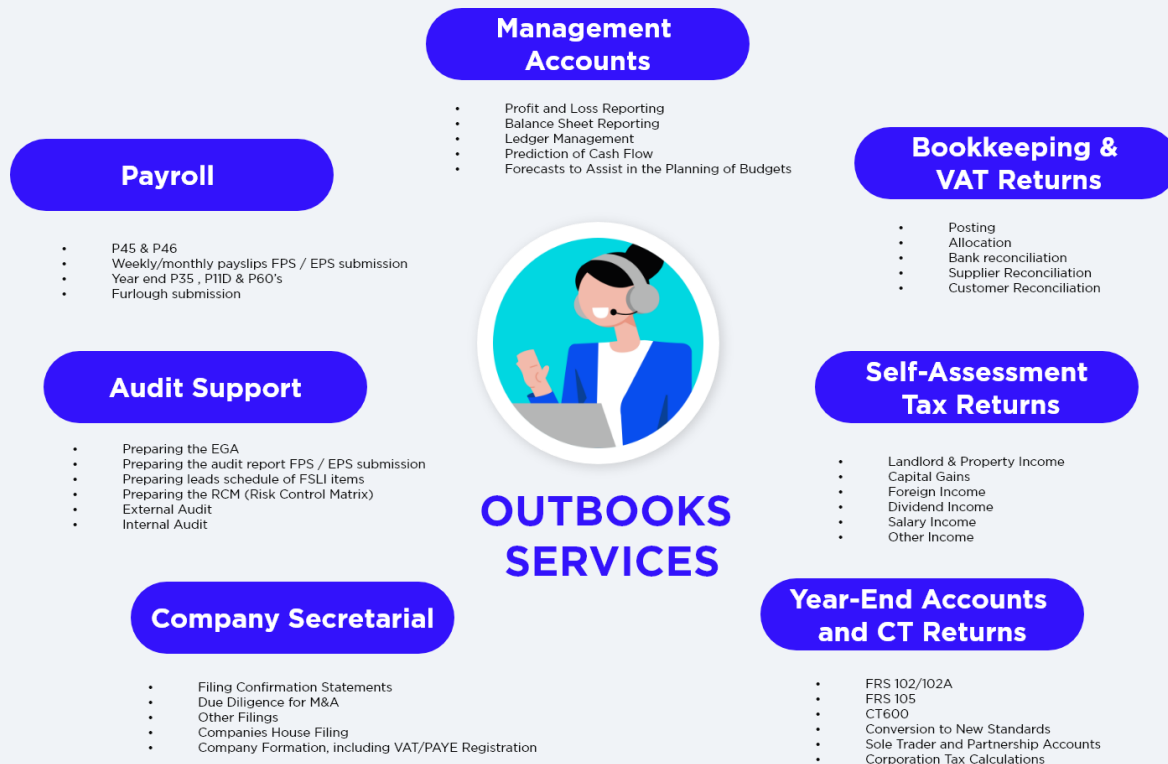 Management
Accounts
• Profit and Loss Reporting
• Balance Sheet Reporting
• Ledger Management
• Prediction of Cash Flow
• Forecasts to Assist in the Planning of Budgets
Payroll
• P45 & P46
• Weekly/monthly payslips FPS / EPS submission
• Year end P35 , P11D & P60's
• Furlough submission
Bookkeeping &
VAT Returns
• Posting
• Allocation
• Bank reconciliation
• Supplier Reconciliation
• Customer Reconciliation
Audit Support
• Preparing the EGA
• Preparing the audit report FPS / EPS submission
• Preparing leads schedule of FSLI items
• Preparing the RCM (Risk Control Matrix)
• External Audit
• Internal Audit
Self-Assessment
Tax Returns
• Landlord & Property Income
• Capital Gains
• Foreign Income
• Dividend Income
• Salary Income
• Other Income
OUTBOOKS
SERVICES
Company Secretarial
• Filing Confirmation Statements
• Due Diligence for M&A
• Other Filings
• Companies House Filing
• Company Formation, including VAT/PAYE Registration
Year-End Accounts
and CT Returns
• FRS 102/102A
• FRS 105
• CT600
• Conversion to New Standards
• Sole Trader and Partnership Accounts
• Corporation Tax Calculations